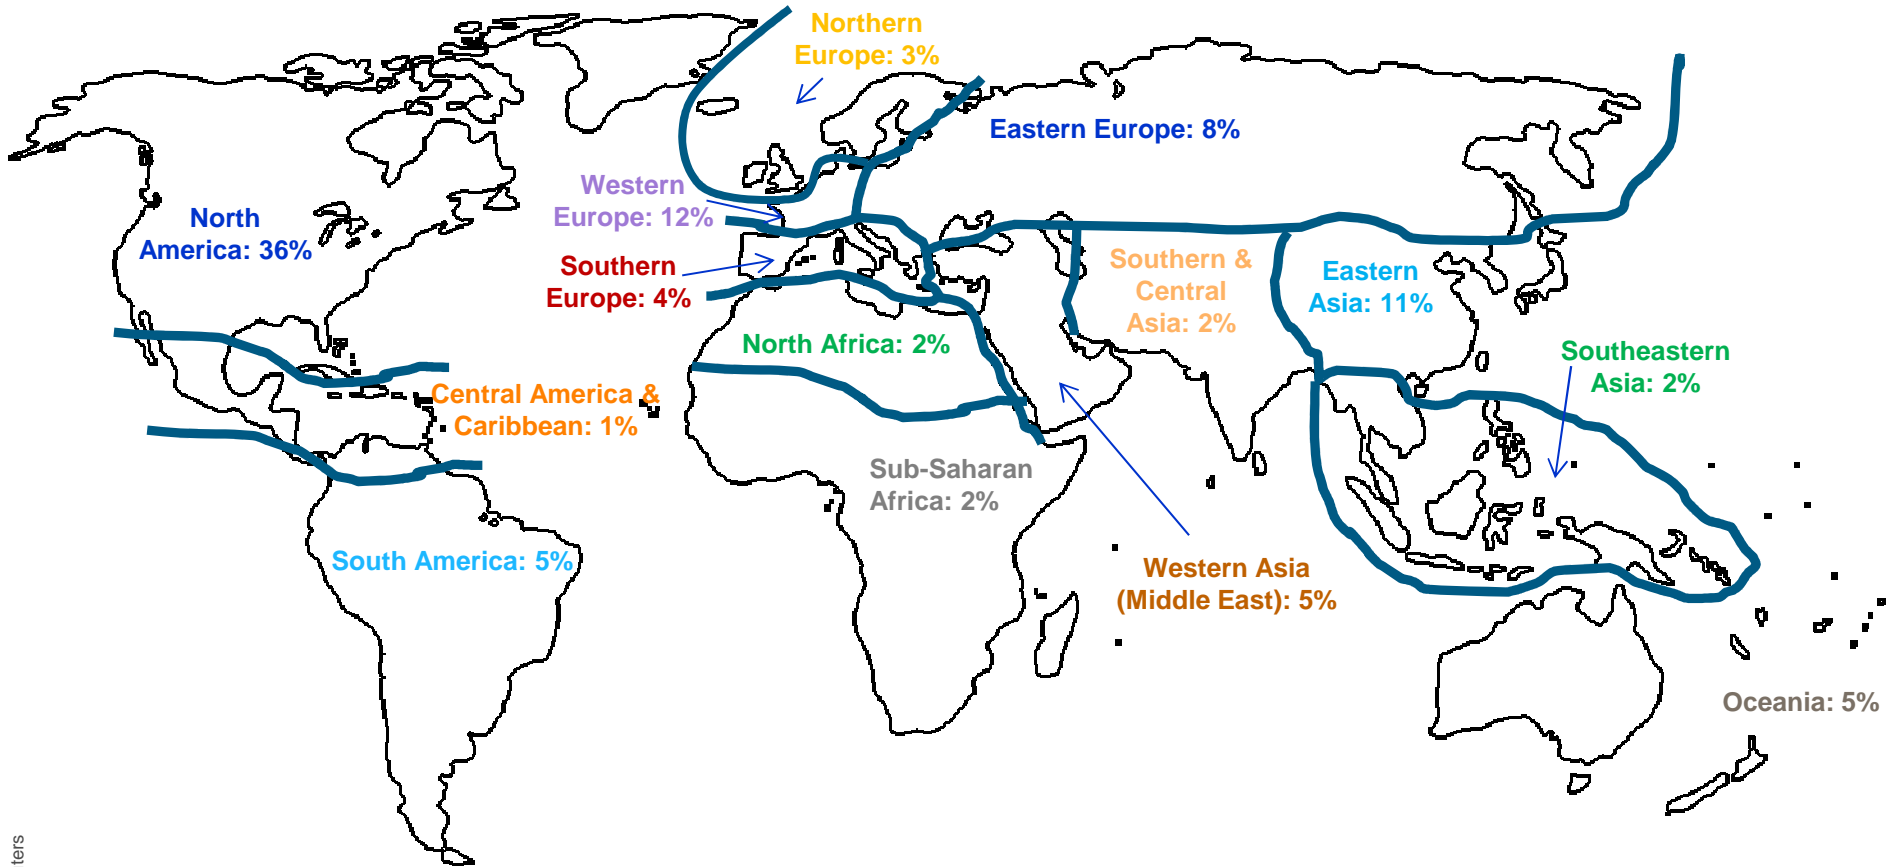 Northern
Europe: 3%
Eastern Europe: 8%
Western
Europe: 12%
North
America: 36%
Southern
Europe: 4%
Southern &
Central
Asia: 2%
Eastern
Asia: 11%
North Africa: 2%
Southeastern
Asia: 2%
Central America &
Caribbean: 1%
Sub-Saharan
Africa: 2%
South America: 5%
Western Asia
(Middle East): 5%
Oceania: 5%
ters